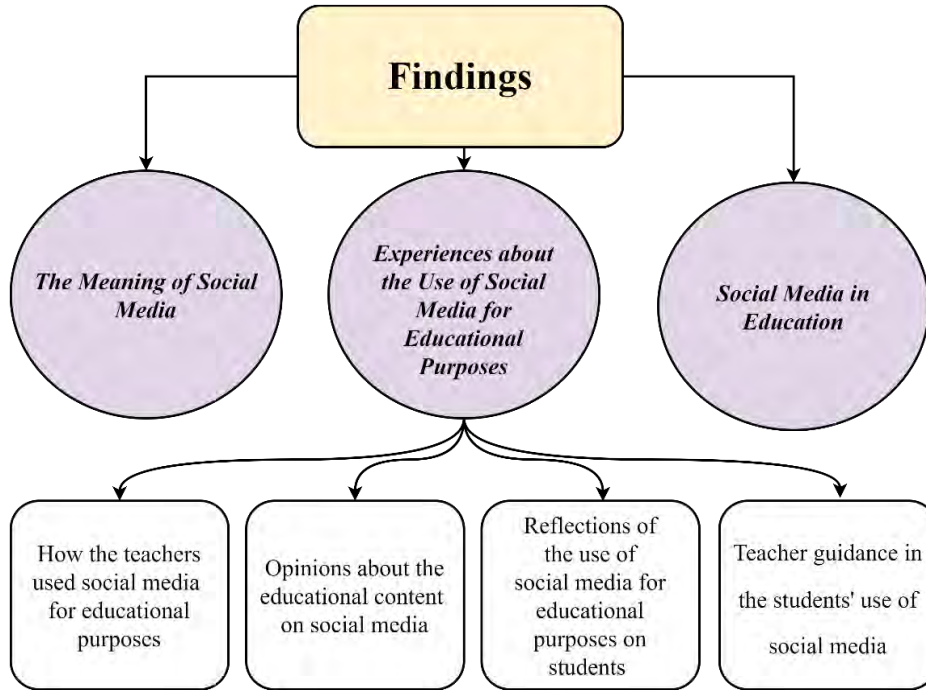 Findings
The Meaning of Social
Media
Experiences about
the Use of Social
Media for
Educational
Purposes
Social Media in
Education
How the teachers
used social media
for educational
purposes
Opinions about the
educational content
on social media
Reflections of
the use of
social media for
educational
purposes on
students
Teacher guidance in
the students' use of
social media